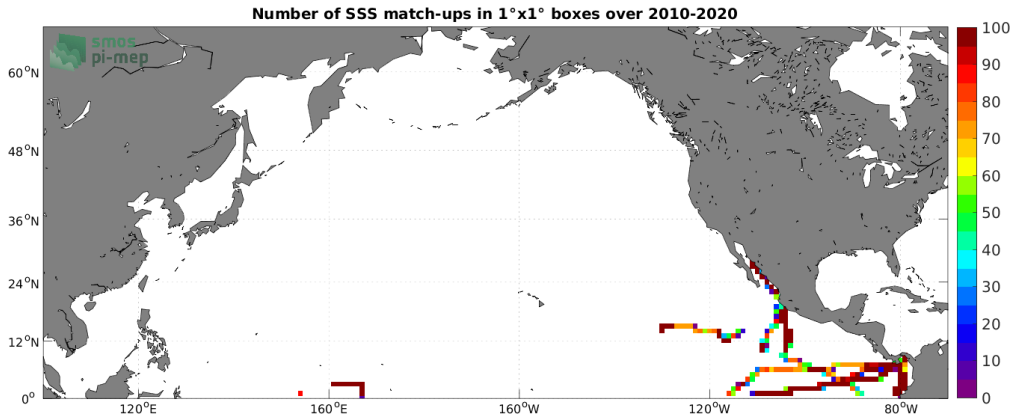 Number of SSS match-ups in 1°x1° boxes over 2010-2020
smos
pi-mep
60°N
48°N
36°N
24°N
12°N
0°
120°E
160°E
160°W
120°W
80°W
100
90
80
70
60
50
40
30
20
10
0